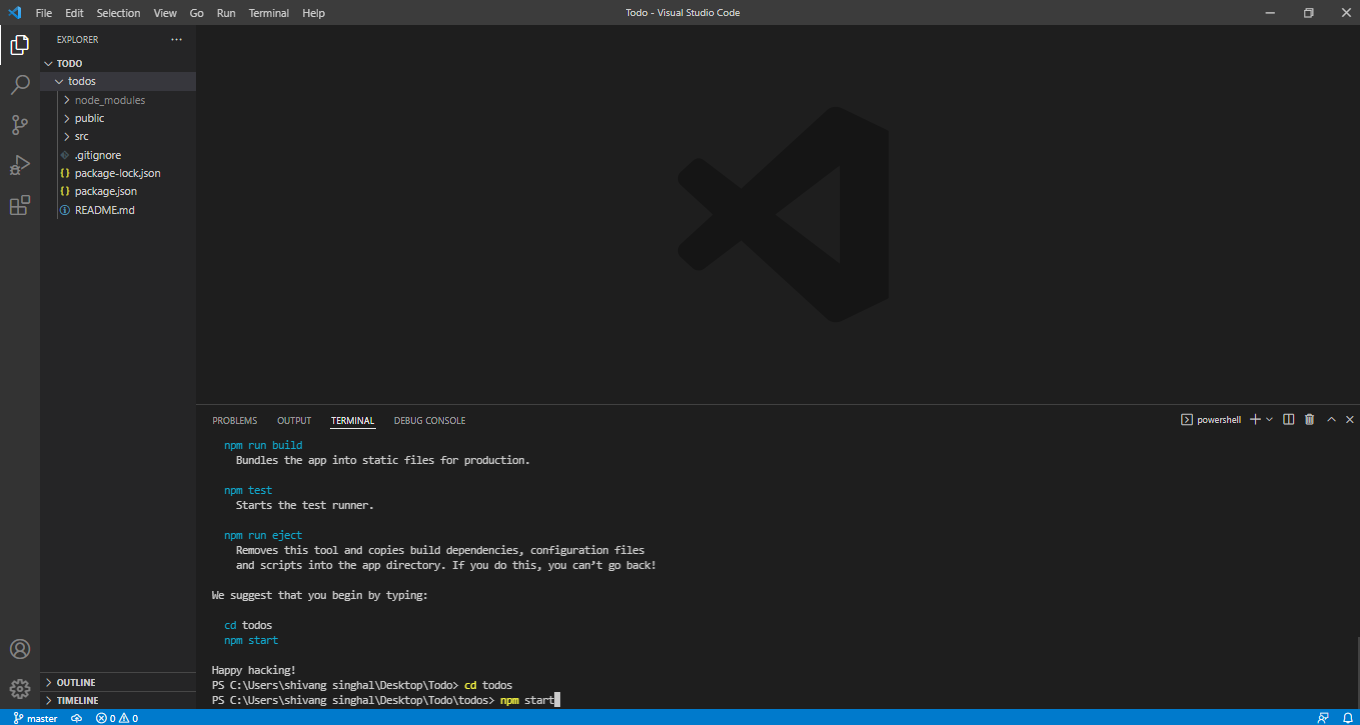 File Edit Selection View Go Run Terminal Help
Todo - Visual Studio Code
EXPLORER
TODO
todos
node_modules
public
src
.gitignore
package-lock.json
package.json
README.md
OUTLINE
TIMELINE
PROBLEMS OUTPUT TERMINAL DEBUG CONSOLE
powershell
npm run build
Bundles the app into static files for production.
npm test
Starts the test runner.
npm run eject
Removes this tool and copies build dependencies, configuration files
and scripts into the app directory. If you do this, you can’t go back!
We suggest that you begin by typing:
cd todos
npm start
Happy hacking!
PS C:\Users\shivang singhal\Desktop\Todo> cd todos
PS C:\Users\shivang singhal\Desktop\Todo\todos> npm start
master 0 0